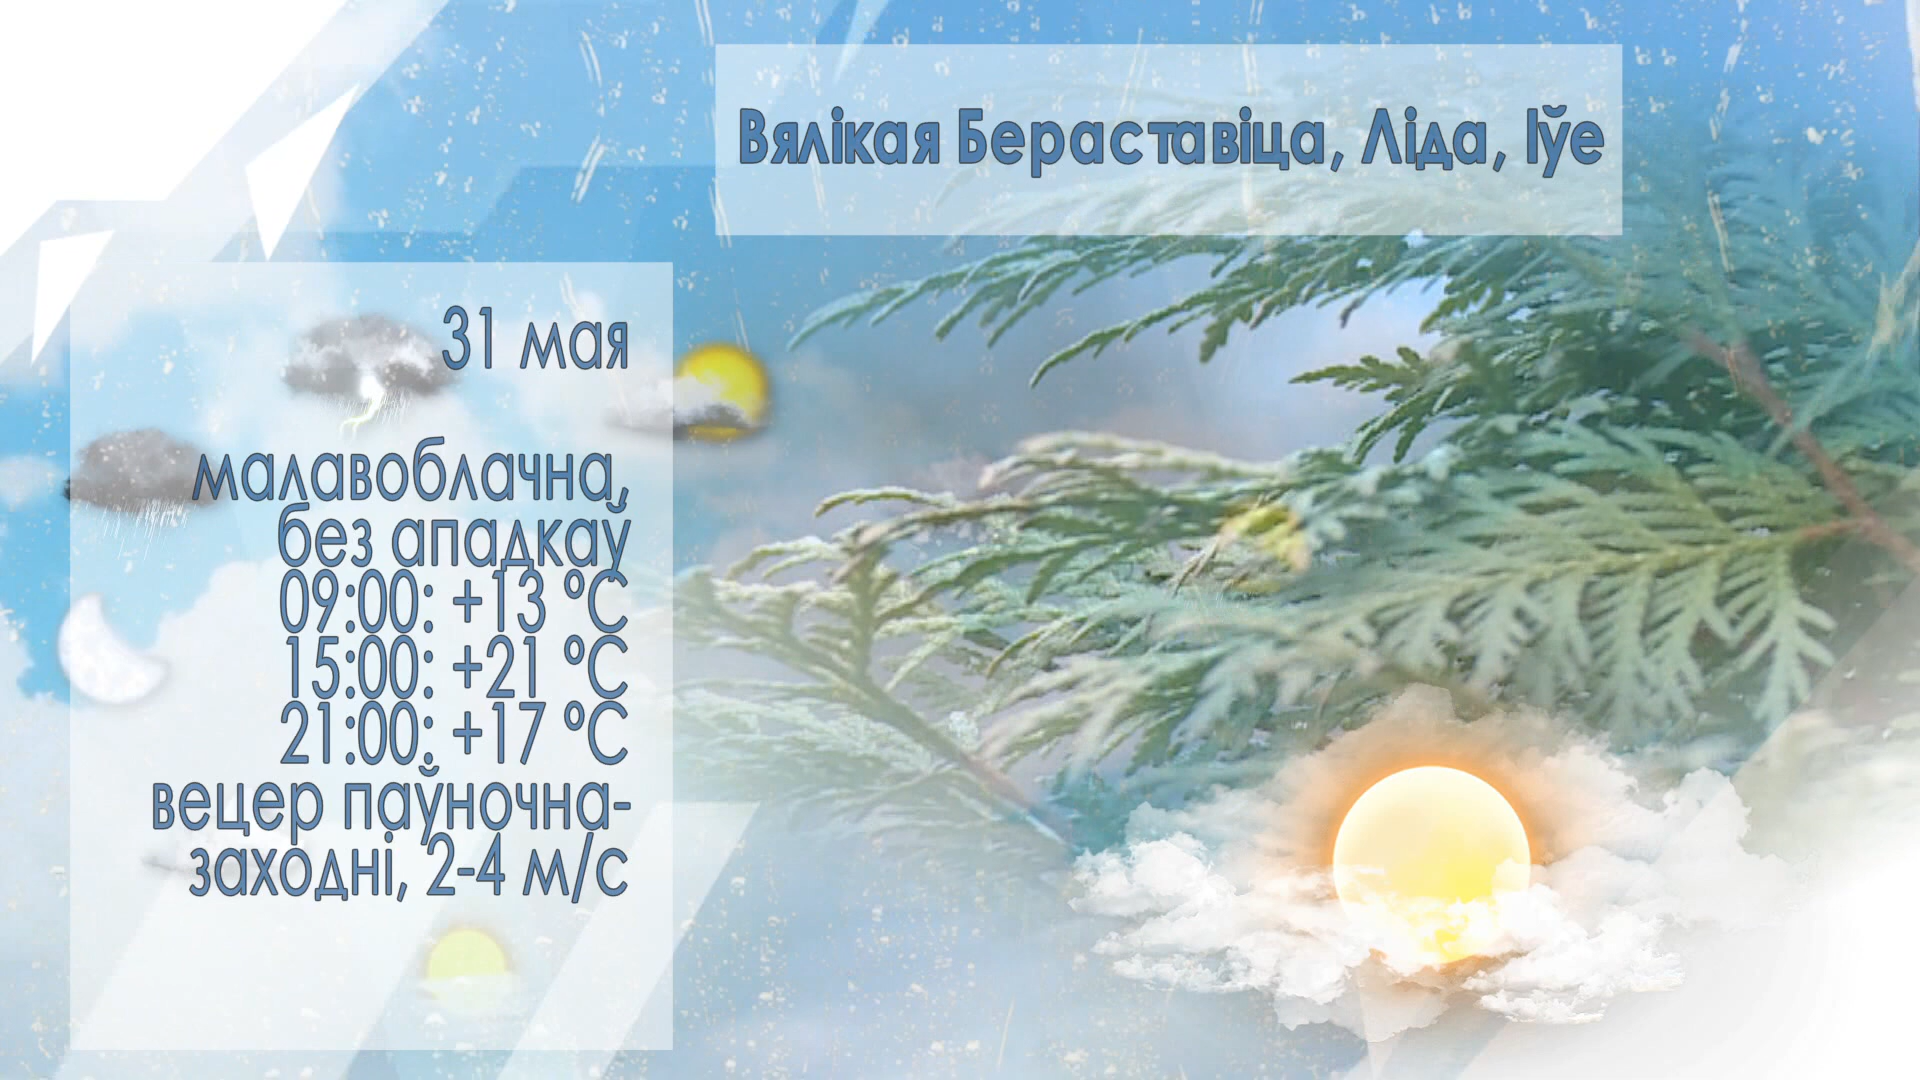 Вялікая Бераставіца, Ліда, Іўе
31 мая
малавоблачна,
без ападкаў
09:00: +13 °C
15:00: +21 °C
21:00: +17 °C
вецер паўночна-
заходні, 2-4 м/с